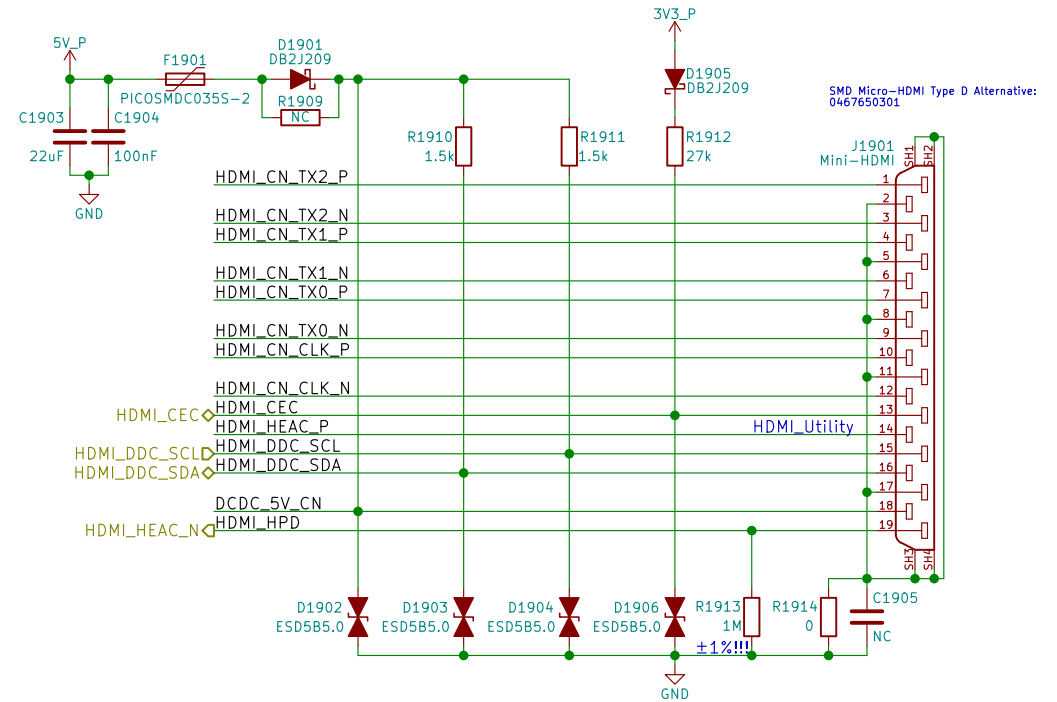 3V3_P
5V_P
D1901
DB2J209
F1901
PICOSMDC035S-2
R1909
NC
D1905
DB2J209
SMD Micro-HDMI Type D Alternative:
0467650301
C1903
22uF
C1904
100nF
GND
R1910
1.5k
R1911
1.5k
R1912
27k
J1901
Mini-HDMI
SH1
SH2
HDMI_CN_TX2_P
1
2
HDMI_CN_TX2_N
3
HDMI_CN_TX1_P
4
5
HDMI_CN_TX1_N
6
HDMI_CN_TX0_P
7
8
HDMI_CN_TX0_N
9
HDMI_CN_CLK_P
10
11
HDMI_CN_CLK_N
12
HDMI_CEC
HDMI_CEC
13
HDMI_HEAC_P
HDMI_Utility
14
HDMI_DDC_SCL
HDMI_DDC_SCL
15
HDMI_DDC_SDA
HDMI_DDC_SDA
16
17
DCDC_5V_CN
18
HDMI_HEAC_N
HDMI_HPD
19
SH3
SH4
D1902
ESD5B5.0
D1903
ESD5B5.0
D1904
ESD5B5.0
D1906
ESD5B5.0
R1913
1M
±1%!!!
R1914
0
C1905
NC
GND